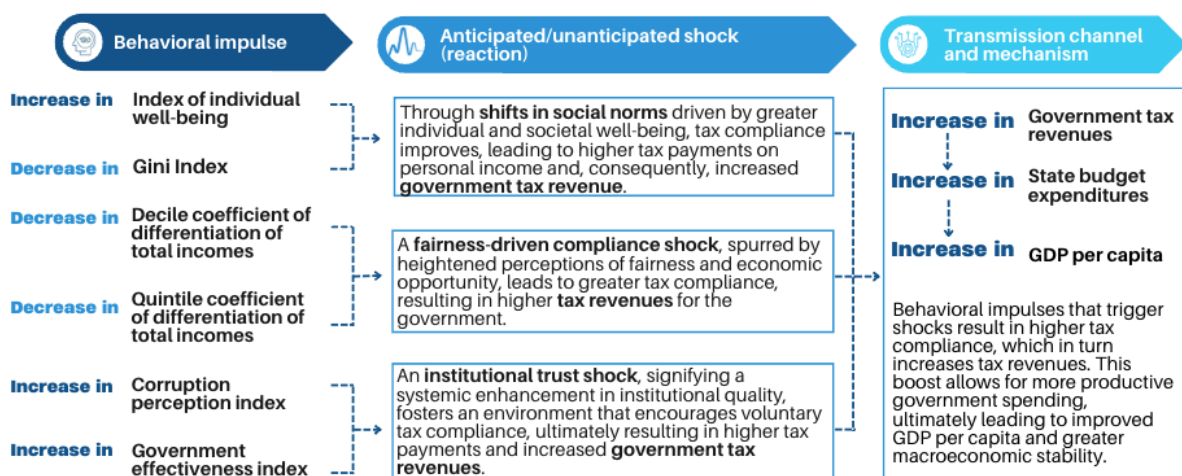 Behavioral impulse
Anticipated/unanticipated shock
(reaction)
Transmission channel
and mechanism
Increase in Index of individual
well-being
Decrease in Gini Index
Decrease in Decile coefficient of
differentiation of
total incomes
Decrease in Quintile coefficient
of differentiation of
total incomes
Increase in Corruption
perception index
Increase in Government
effectiveness index
Through shifts in social norms driven by greater
individual and societal well-being, tax compliance
improves, leading to higher tax payments on
personal income and, consequently, increased
government tax revenue.
A fairness-driven compliance shock, spurred by
heightened perceptions of fairness and economic
opportunity, leads to greater tax compliance,
resulting in higher tax revenues for the
government.
An institutional trust shock, signifying a
systemic enhancement in institutional quality,
fosters an environment that encourages voluntary
tax compliance, ultimately resulting in higher tax
payments and increased government tax
revenues.
Increase in Government tax
revenues
Increase in State budget
expenditures
Increase in GDP per capita
Behavioral impulses that trigger
shocks result in higher tax
compliance, which in turn
increases tax revenues. This
boost allows for more productive
government spending,
ultimately leading to improved
GDP per capita and greater
macroeconomic stability.